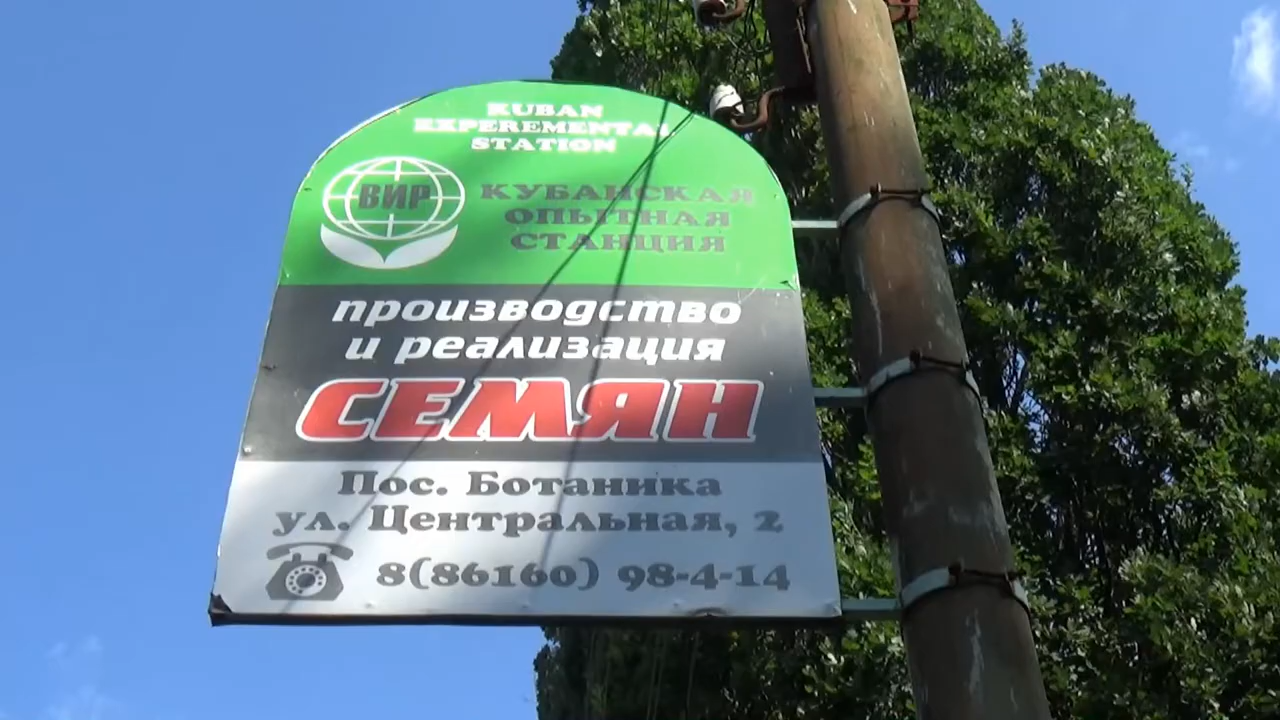 KUBAN
EXPEREMENTAL
STATION
ВИР
КУБАНСКАЯ
ОПЫТНАЯ
СТАНЦИЯ
производство
и реализация
СЕМЯН
Пос. Ботаника
ул. Центральная, 2
8(86160) 98-4-14